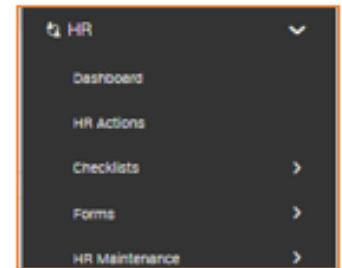 HR
Dashboard
HR Actions
Checklists
Forms
HR Maintenance